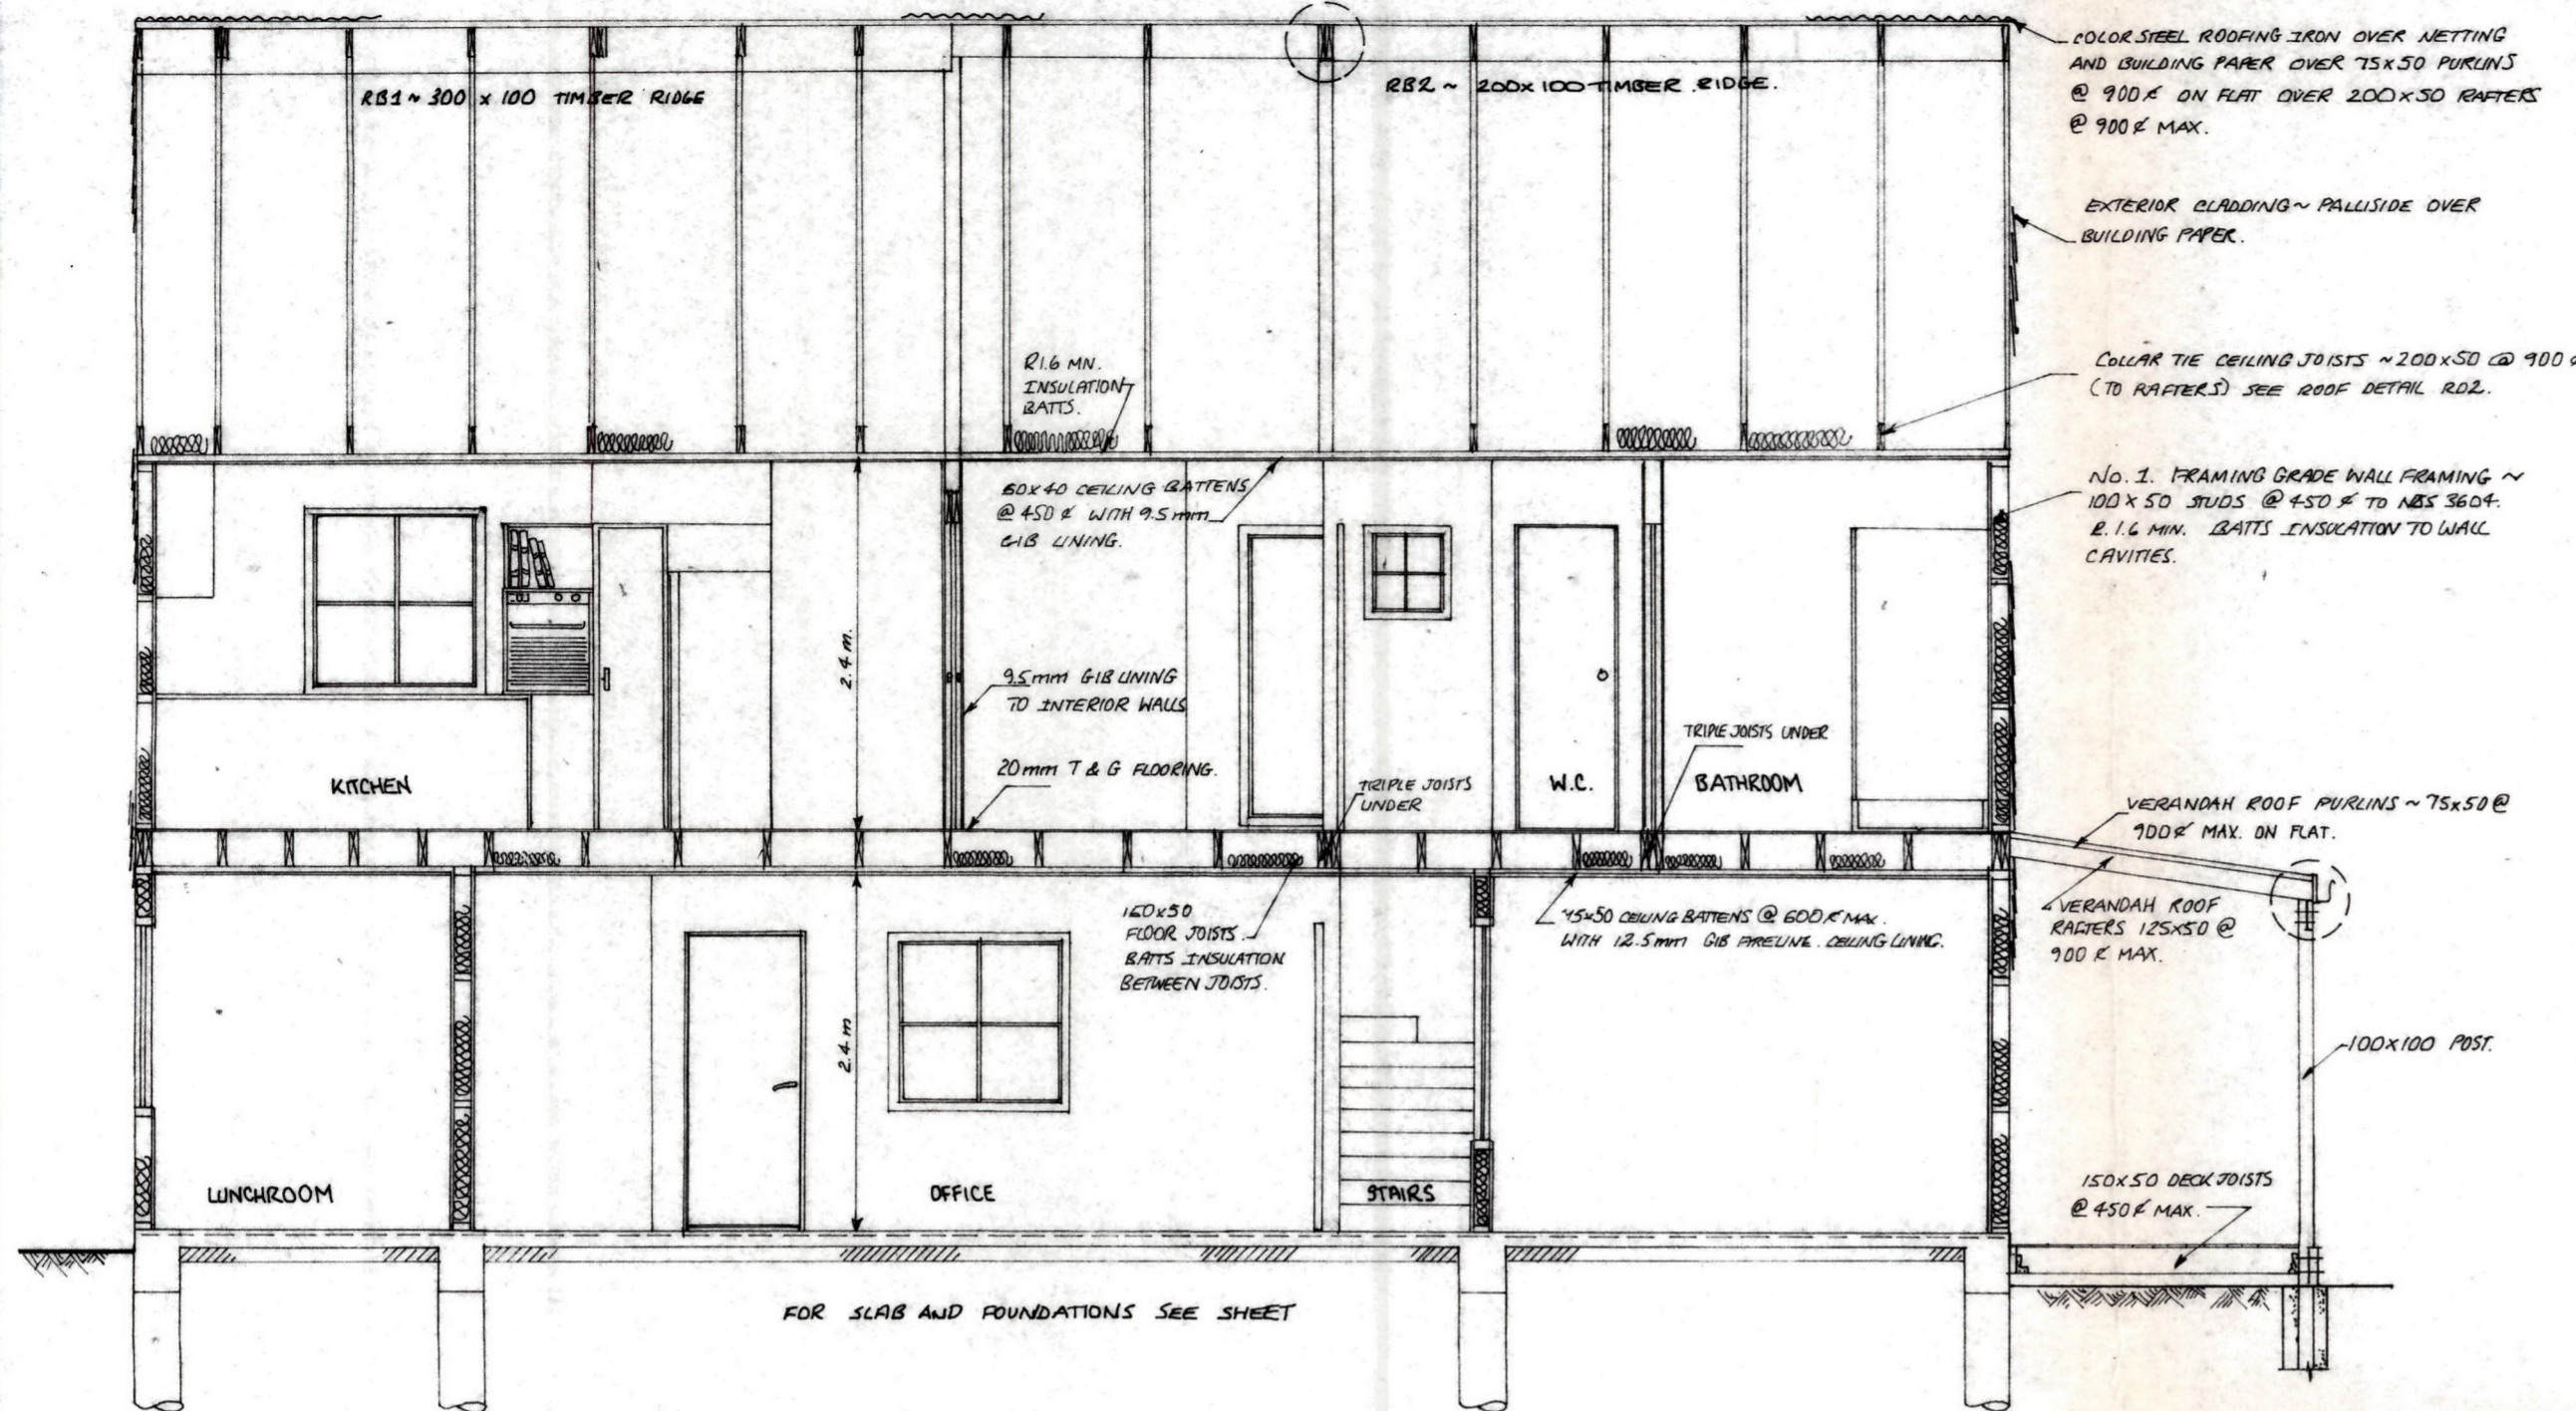 RB1 ~ 300 x 100 TIMBER RIDGE
RB2 ~ 200x100 TIMBER RIDGE.
COLOR STEEL ROOFING IRON OVER NETTING
AND BUILDING PAPER OVER 75x50 PURLINS
@ 900 ₵ ON FLAT OVER 200x50 RAFTERS
@ 900 ₵ MAX.
EXTERIOR CLADDING ~ PALLISIDE OVER
BUILDING PAPER.
R1.6 MN.
INSULATION
BATTS.
COLLAR TIE CEILING JOISTS ~ 200x50 @ 900 ₵
(TO RAFTERS) SEE ROOF DETAIL RD2.
CEILING BATTENS
@ 450 ₵ WITH 9.5mm
GIB LINING.
No. 1. FRAMING GRADE WALL FRAMING ~
100 x 50 STUDS @ 450 ₵ TO NBS 3604.
R.1.6 MIN. BATTS INSULATION TO WALL
CAVITIES.
2.4 m.
9.5mm GIB LINING
TO INTERIOR WALLS
20mm T & G FLOORING.
TRIPLE JOISTS UNDER
TRIPLE JOISTS
UNDER
KITCHEN
W.C.
BATHROOM
VERANDAH ROOF PURLINS ~ 75x50 @
900 ₵ MAX. ON FLAT.
x50
FLOOR JOISTS.
BATTS INSULATION
BETWEEN JOISTS.
x50 CEILING BATTENS @ 600 ₵ MAX.
WITH 12.5mm GIB FYRELINE. CEILING LINING.
VERANDAH ROOF
RAFTERS 125x50 @
900 ₵ MAX.
2.4 m
100x100 POST.
LUNCHROOM
OFFICE
STAIRS
150x50 DECK JOISTS
@ 450 ₵ MAX.
FOR SLAB AND FOUNDATIONS SEE SHEET